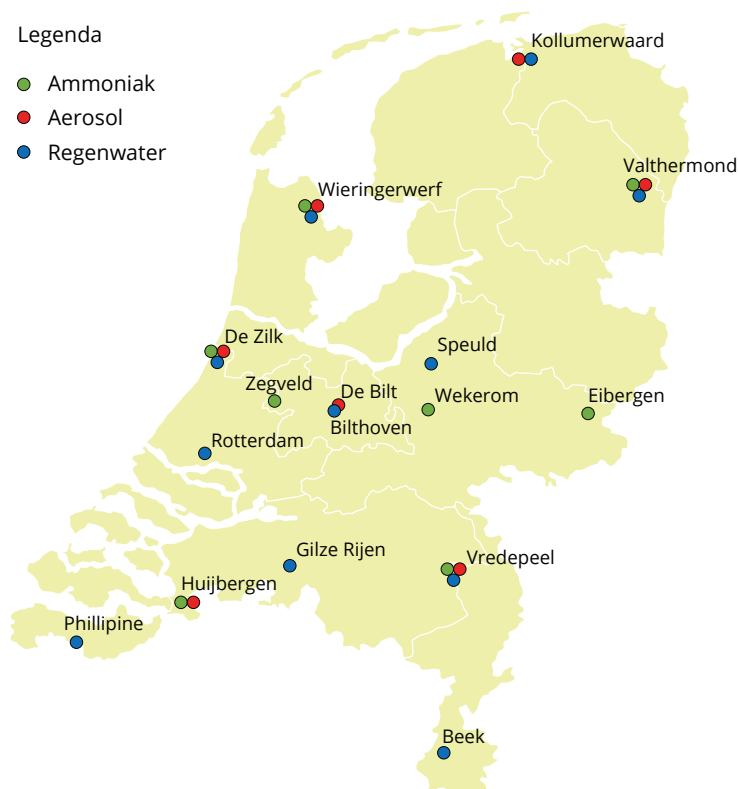 Legenda
Ammoniak
Aerosol
Regenwater
Kollumerwaard
Valthermond
Wieringerwerf
De Zilk
Speuld
Zegveld
De Bilt
Wekerom
Eibergen
Bilthoven
Rotterdam
Gilze Rijen
Vredepeel
Huijbergen
Phillipine
Beek